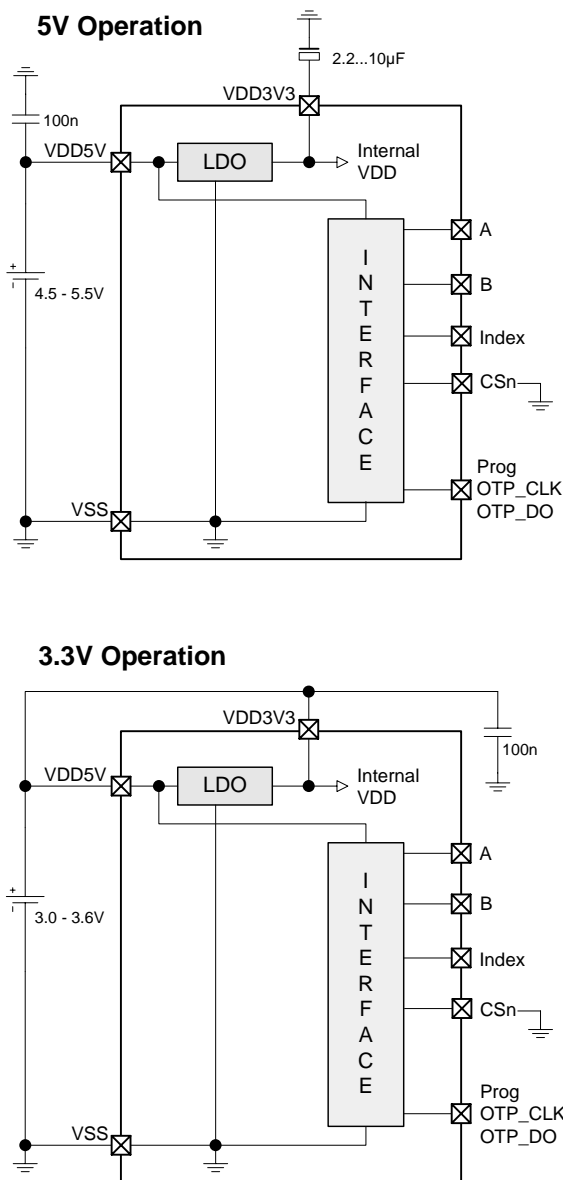 5V Operation
2.2...10µF
VDD3V3
100n
VDD5V
LDO
Internal
VDD
A
INTERFACE
B
4.5 - 5.5V
Index
CSn
Prog
OTP_CLK
OTP_DO
VSS
3.3V Operation
VDD3V3
100n
VDD5V
LDO
Internal
VDD
A
INTERFACE
B
3.0 - 3.6V
Index
CSn
Prog
OTP_CLK
OTP_DO
VSS